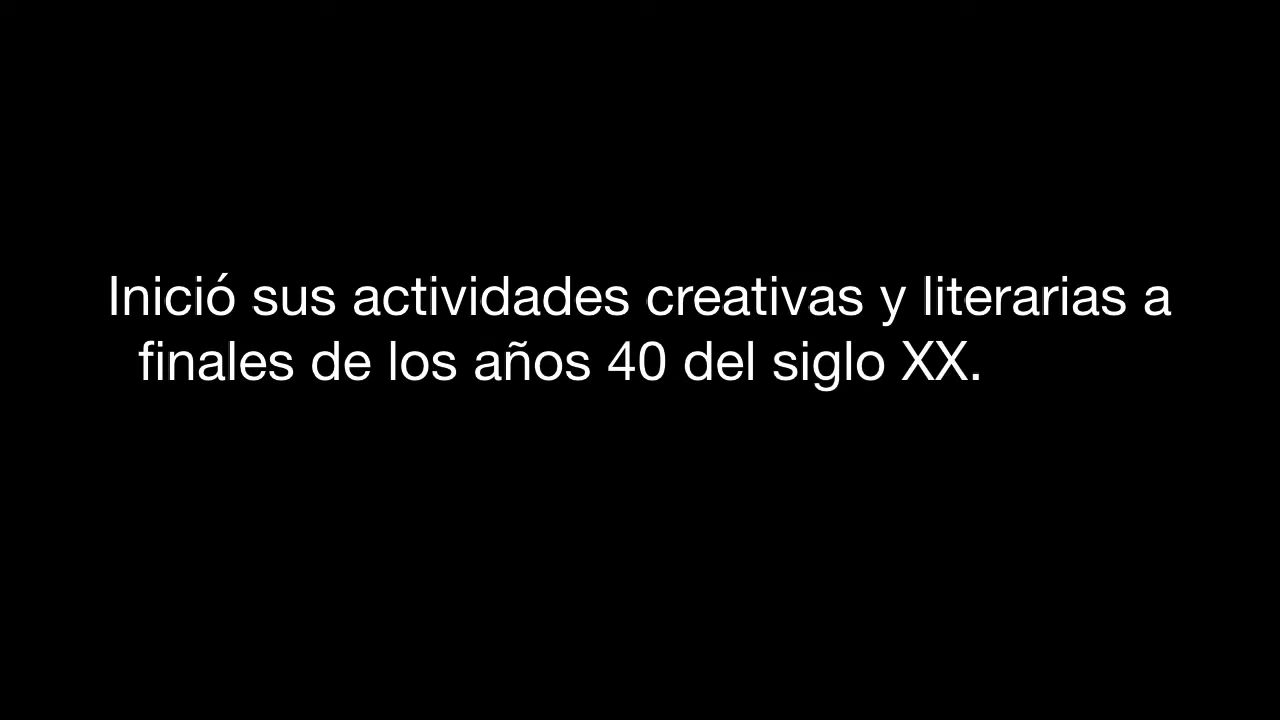 Inició sus actividades creativas y literarias a
finales de los años 40 del siglo XX.